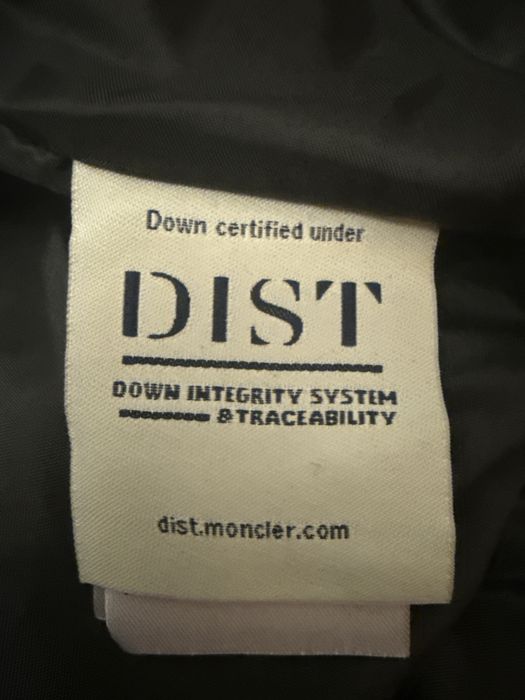 Down certified under
DIST
DOWN INTEGRITY SYSTEM
& TRACEABILITY
dist.moncler.com